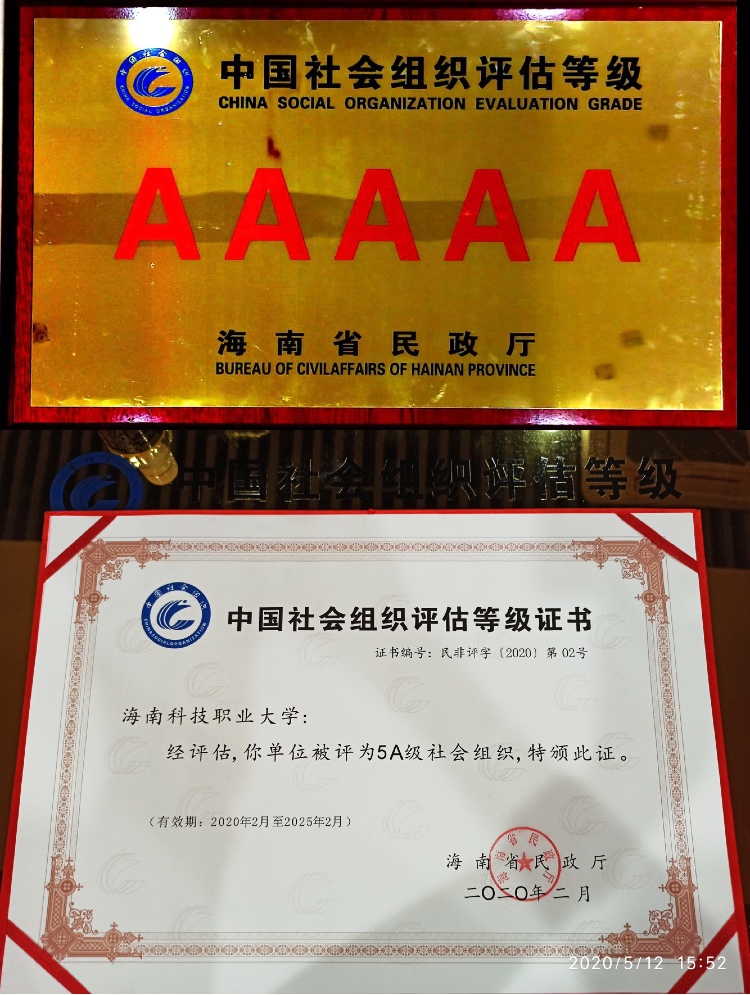 中国社会组织评估等级
CHINA SOCIAL ORGANIZATION EVALUATION GRADE
AAAAA
海南省民政厅
BUREAU OF CIVILAFFAIRS OF HAINAN PROVINCE
中国社会组织评估等级
中国社会组织评估等级证书
证书编号：民非评字〔2020〕第 02号
海南科技职业大学：
经评估,你单位被评为5A级社会组织,特颁此证。
（有效期：2020年2月至2025年2月）
海南省民政厅
二〇二〇年二月
海南省民政厅
2020/5/12 15:52